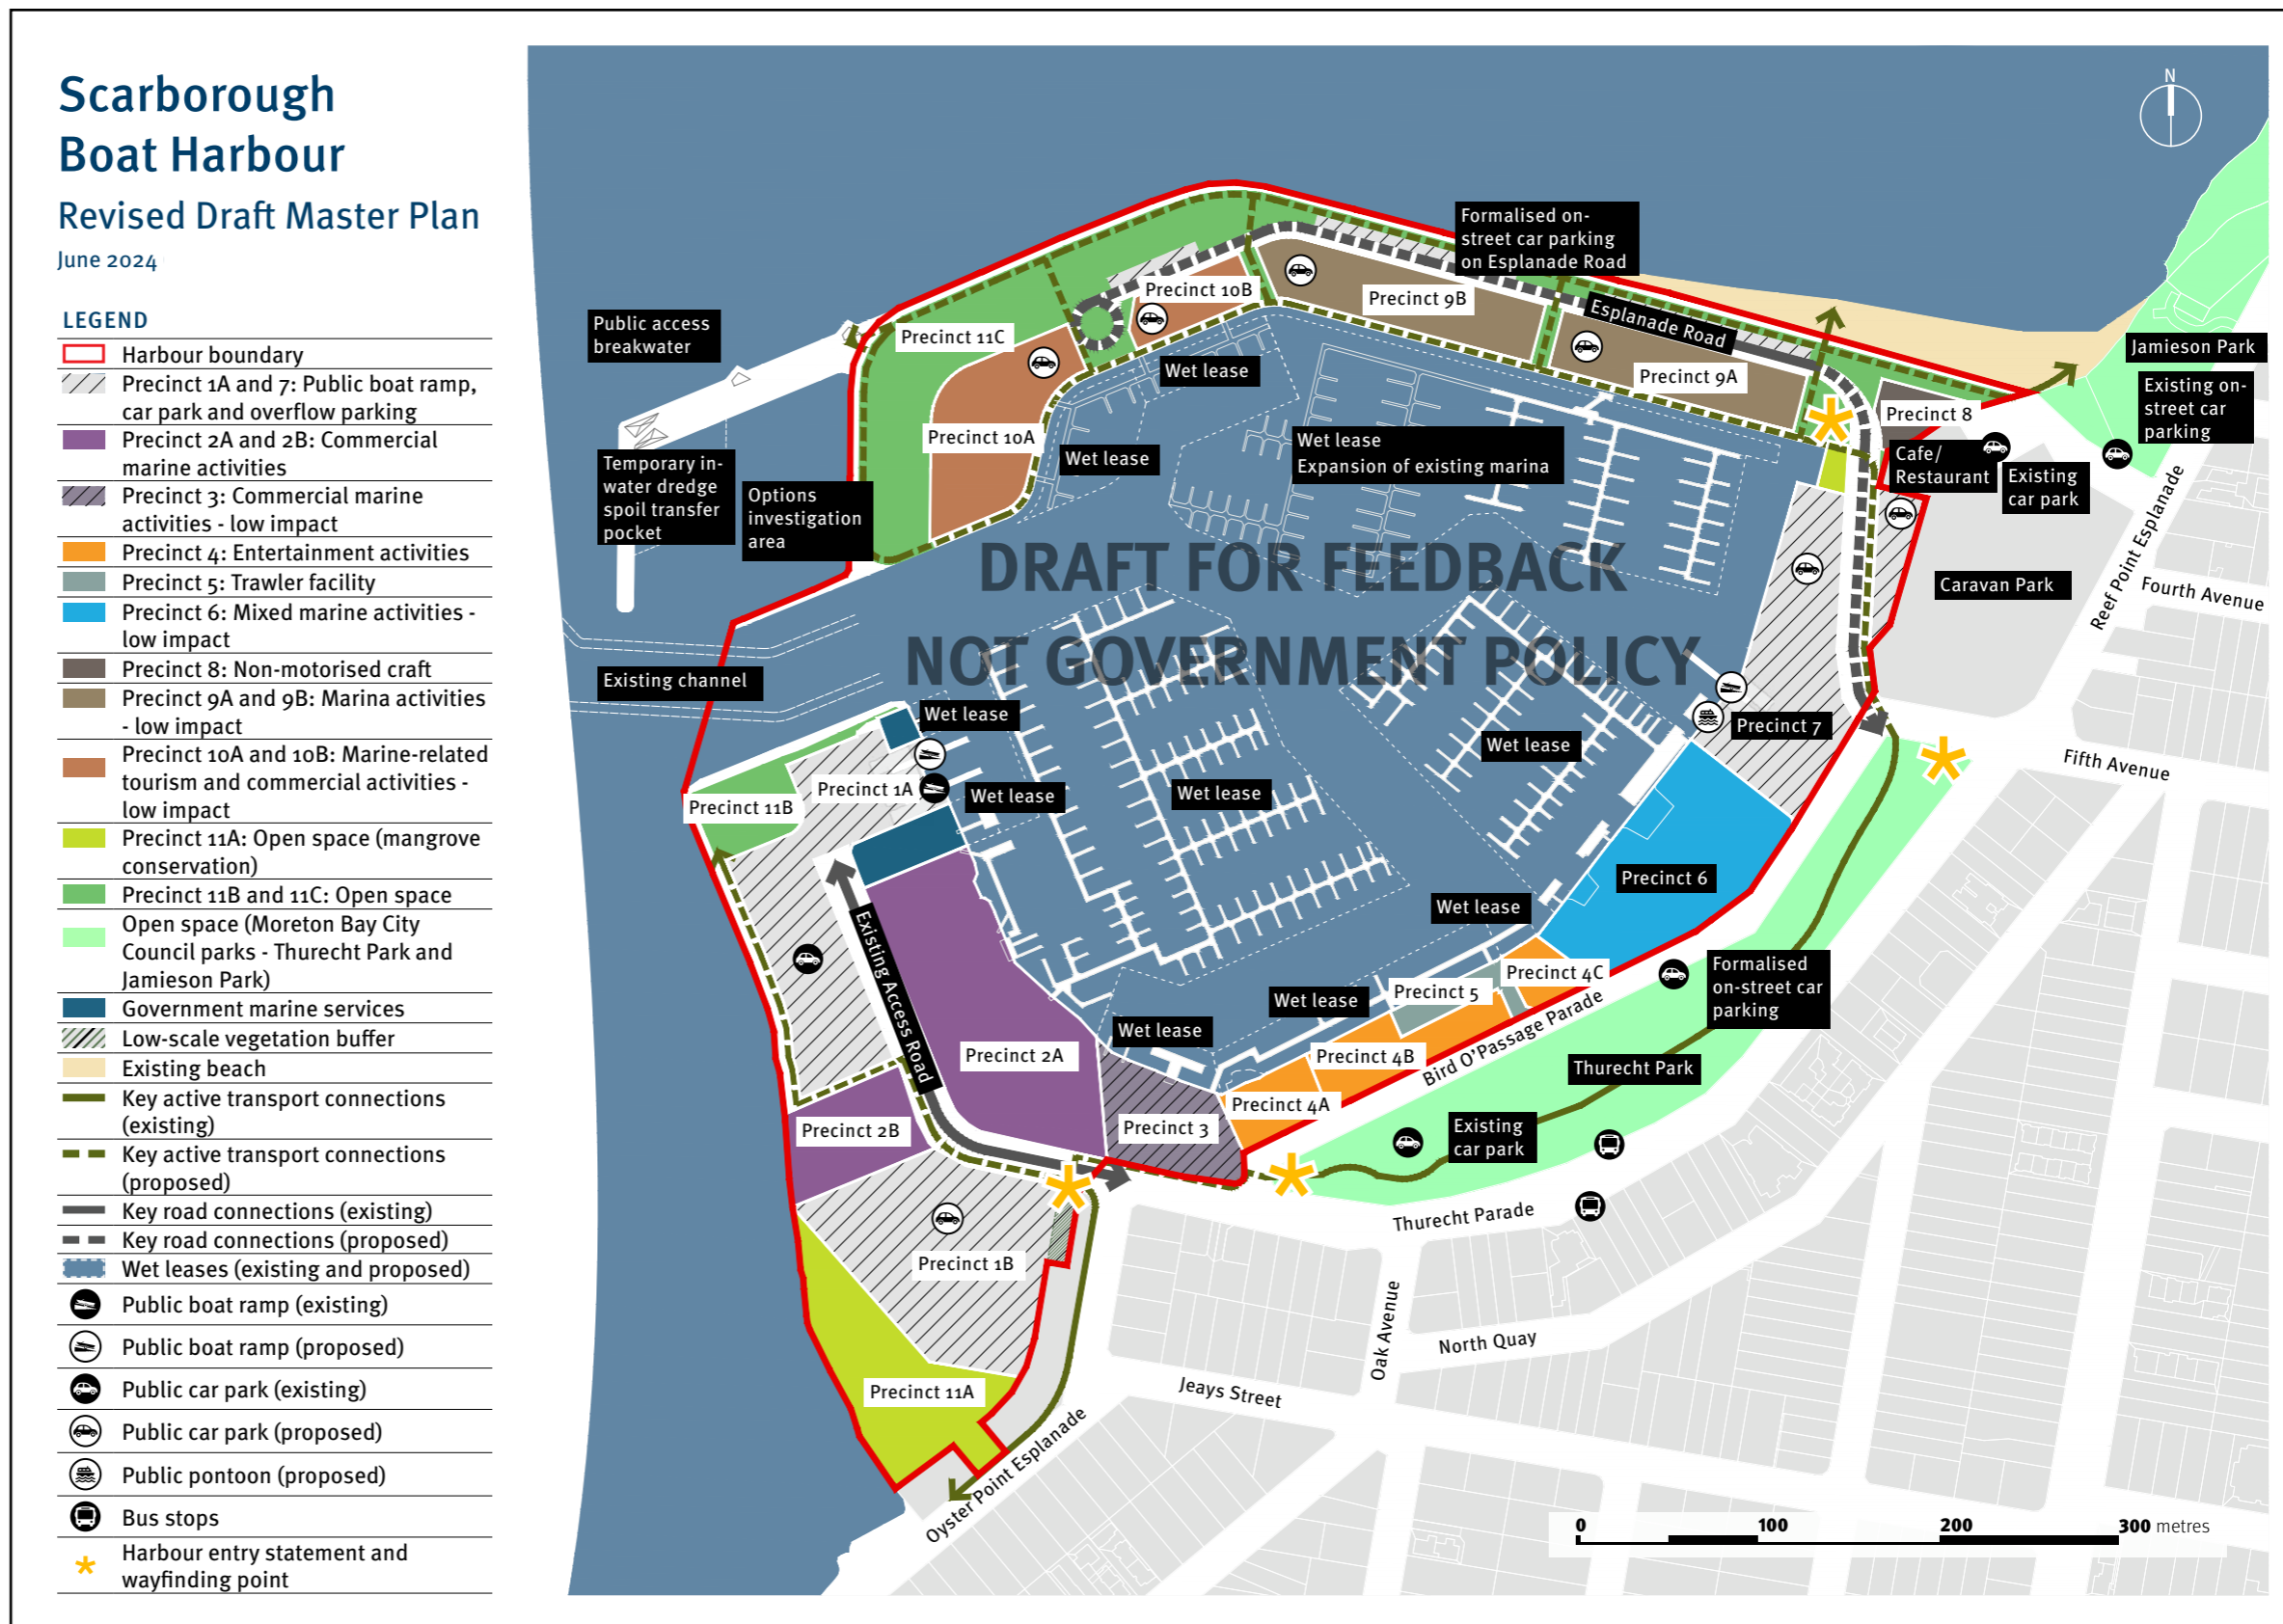 Scarborough
Boat Harbour
Revised Draft Master Plan
June 2024
LEGEND
Harbour boundary
Precinct 1A and 7: Public boat ramp,
car park and overflow parking
Precinct 2A and 2B: Commercial
marine activities
Precinct 3: Commercial marine
activities - low impact
Precinct 4: Entertainment activities
Precinct 5: Trawler facility
Precinct 6: Mixed marine activities -
low impact
Precinct 8: Non-motorised craft
Precinct 9A and 9B: Marina activities
- low impact
Precinct 10A and 10B: Marine-related
tourism and commercial activities -
low impact
Precinct 11A: Open space (mangrove
conservation)
Precinct 11B and 11C: Open space
Open space (Moreton Bay City
Council parks - Thurecht Park and
Jamieson Park)
Government marine services
Low-scale vegetation buffer
Existing beach
Key active transport connections
(existing)
Key active transport connections
(proposed)
Key road connections (existing)
Key road connections (proposed)
Wet leases (existing and proposed)
Public boat ramp (existing)
Public boat ramp (proposed)
Public car park (existing)
Public car park (proposed)
Public pontoon (proposed)
Bus stops
Harbour entry statement and
wayfinding point
N
Formalised on-
street car parking
on Esplanade Road
Precinct 10B
Precinct 9B
Esplanade Road
Public access
breakwater
Precinct 11C
Jamieson Park
Wet lease
Precinct 9A
Existing on-
street car
parking
Precinct 8
Precinct 10A
Wet lease
Wet lease
Expansion of existing marina
Cafe/
Restaurant
Existing
car park
Temporary in-
water dredge
spoil transfer
pocket
Options
investigation
area
DRAFT FOR FEEDBACK
NOT GOVERNMENT POLICY
Caravan Park
Reef Point Esplanade
Fourth Avenue
Existing channel
Wet lease
Precinct 7
Wet lease
Fifth Avenue
Precinct 1A
Precinct 11B
Wet lease
Wet lease
Precinct 6
Wet lease
Existing Access Road
Precinct 4C
Precinct 5
Wet lease
Formalised
on-street car
parking
Wet lease
Precinct 2A
Precinct 4B
Bird O'Passage Parade
Thurecht Park
Precinct 4A
Precinct 2B
Precinct 3
Existing
car park
Thurecht Parade
Precinct 1B
Oak Avenue
North Quay
Precinct 11A
Jeays Street
Oyster Point Esplanade
0 100 200 300 metres